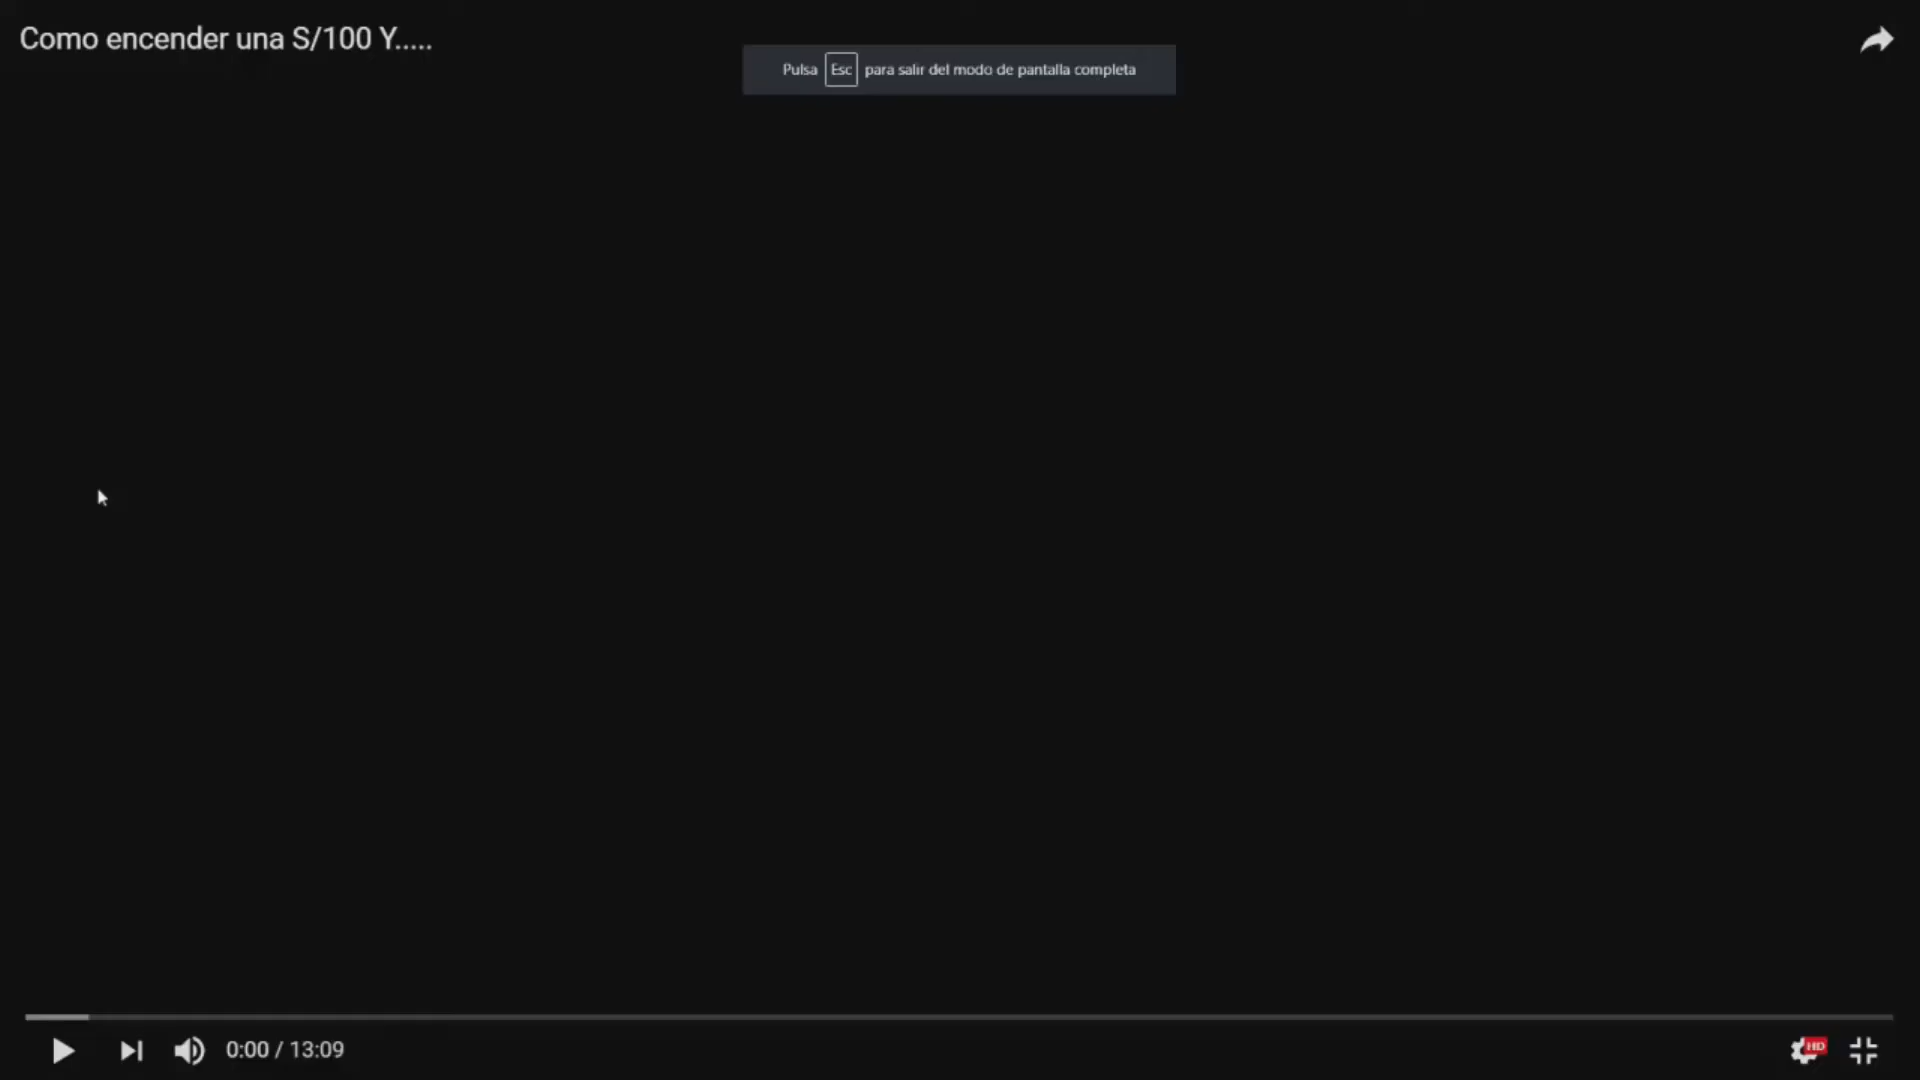 Como encender una S/100 Y.....
Pulsa Esc para salir del modo de pantalla completa
0:00 / 13:09
HD